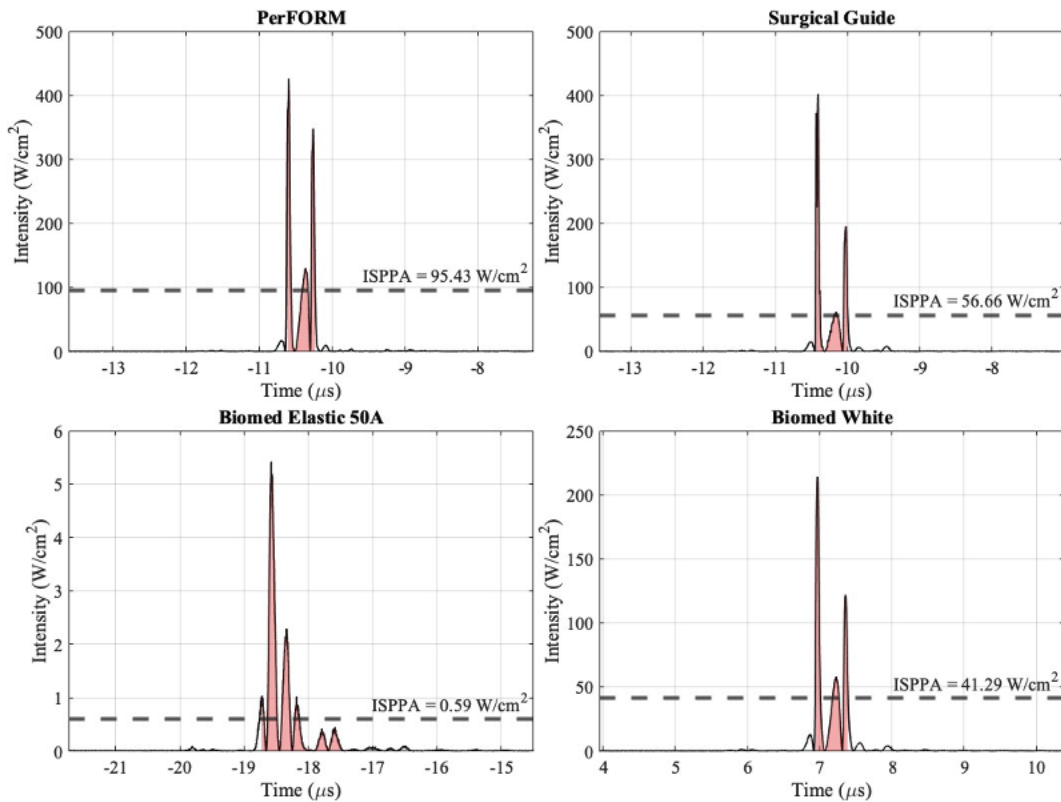 PerFORM
500
400
300
200
100
0
Intensity (W/cm²)
ISPPA = 95.43 W/cm²
-13 -12 -11 -10 -9 -8
Time (μs)
Surgical Guide
500
400
300
200
100
0
Intensity (W/cm²)
ISPPA = 56.66 W/cm²
-13 -12 -11 -10 -9 -8
Time (μs)
Biomed Elastic 50A
6
5
4
3
2
1
0
Intensity (W/cm²)
ISPPA = 0.59 W/cm²
-21 -20 -19 -18 -17 -16 -15
Time (μs)
Biomed White
250
200
150
100
50
0
Intensity (W/cm²)
ISPPA = 41.29 W/cm²
4 5 6 7 8 9 10
Time (μs)